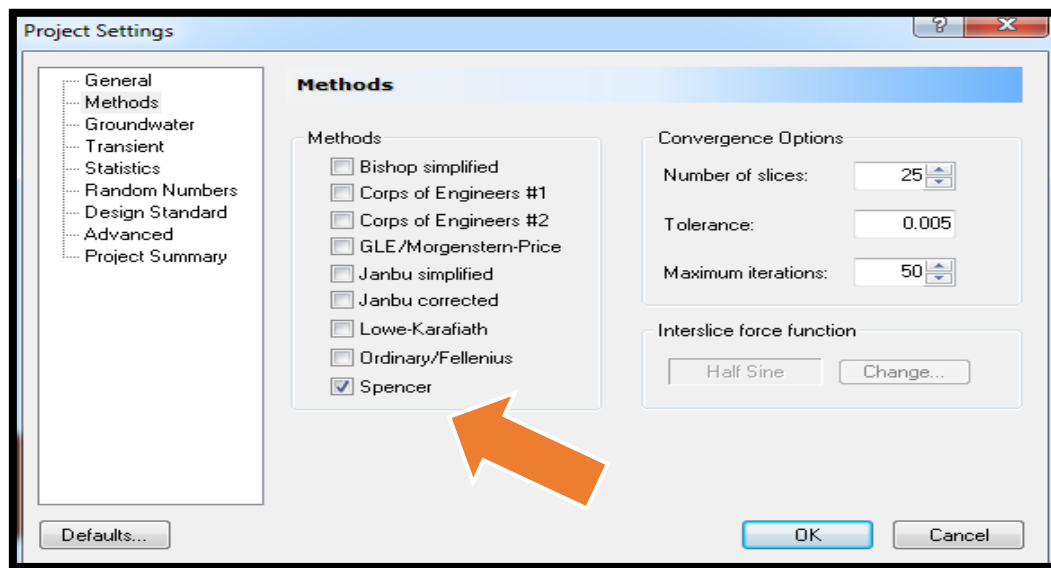 Project Settings
General
Methods
Groundwater
Transient
Statistics
Random Numbers
Design Standard
Advanced
Project Summary
Methods
Methods
Bishop simplified
Corps of Engineers #1
Corps of Engineers #2
GLE/Morgenstern-Price
Janbu simplified
Janbu corrected
Lowe-Karafiath
Ordinary/Fellenius
Spencer
Convergence Options
Number of slices: 25
Tolerance: 0.005
Maximum iterations: 50
Interslice force function
Half Sine Change...
Defaults... OK Cancel